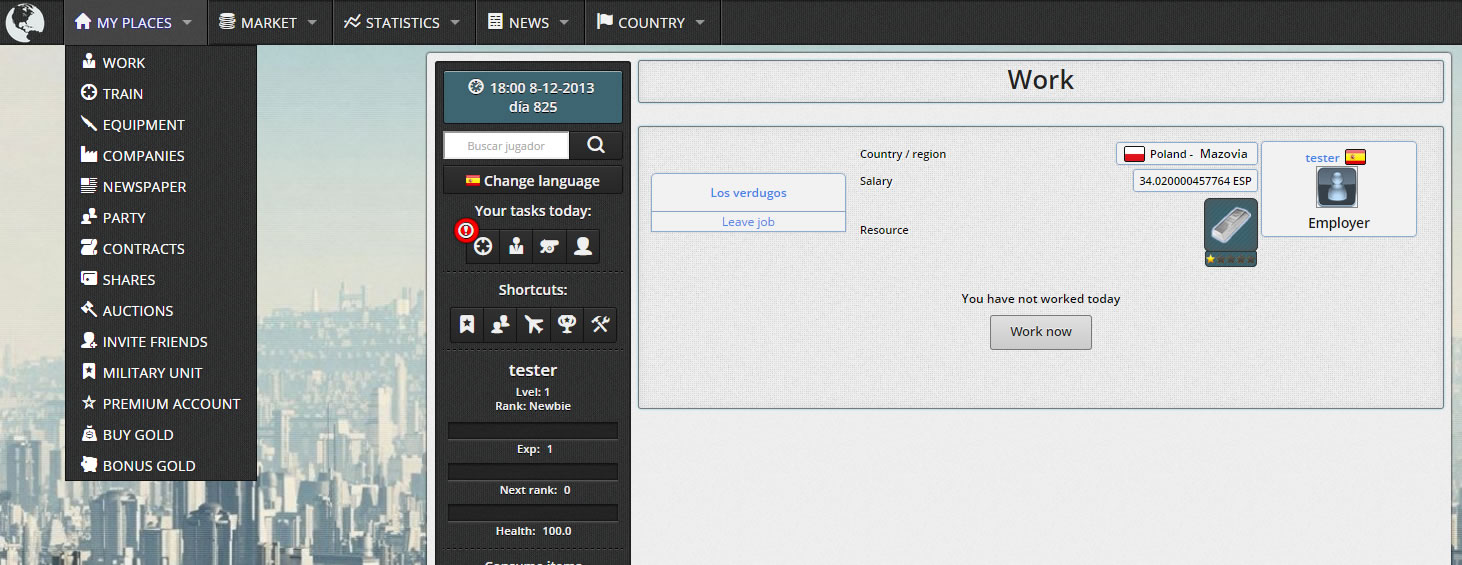 MY PLACES
MARKET
STATISTICS
NEWS
COUNTRY
WORK
TRAIN
EQUIPMENT
COMPANIES
NEWSPAPER
PARTY
CONTRACTS
SHARES
AUCTIONS
INVITE FRIENDS
MILITARY UNIT
PREMIUM ACCOUNT
BUY GOLD
BONUS GOLD
18:00 8-12-2013
día 825
Buscar jugador
Change language
Your tasks today:
Shortcuts:
tester
Lvel: 1
Rank: Newbie
Exp: 1
Next rank: 0
Health: 100.0
Consume items
Work
Los verdugos
Leave job
Country / region
Poland - Mazovia
Salary
34.020000457764 ESP
Resource
tester
Employer
You have not worked today
Work now